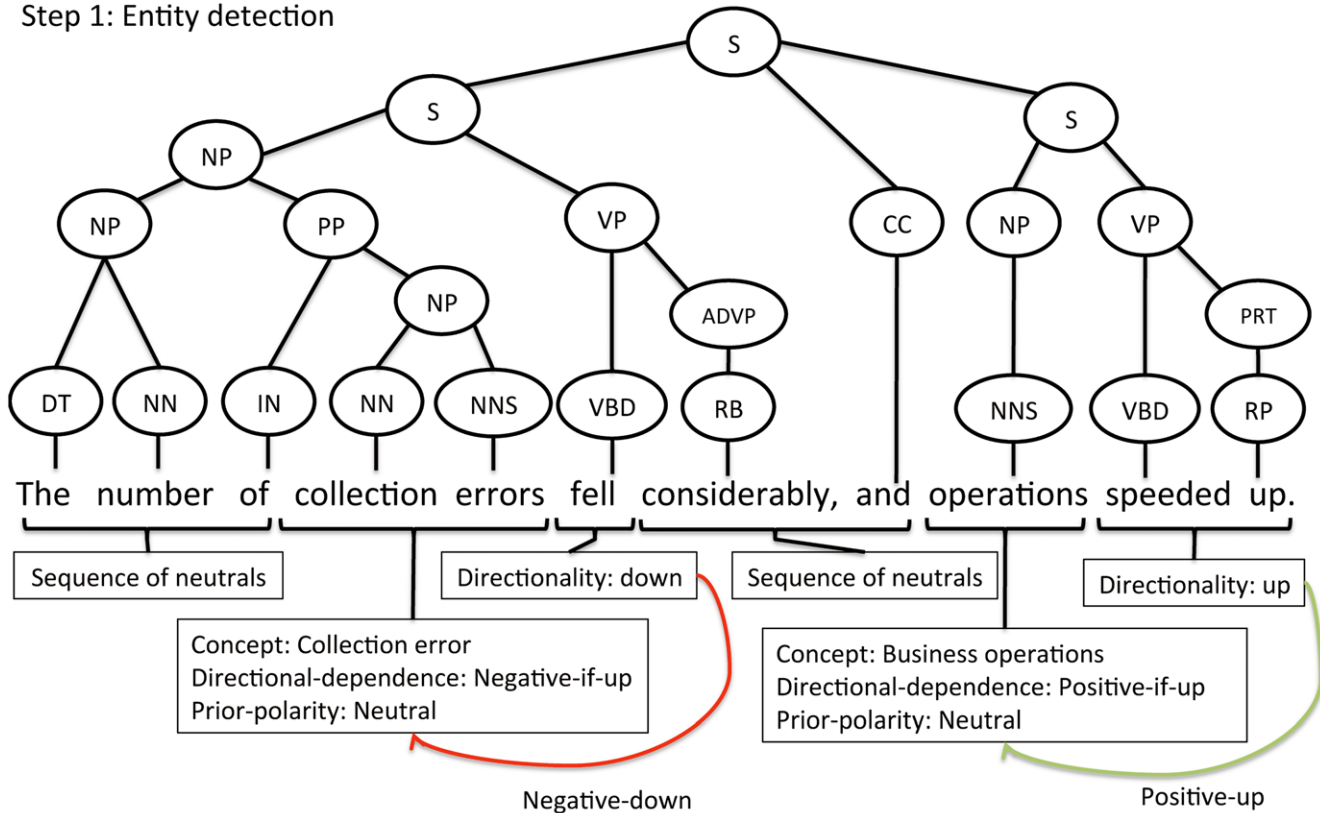 Step 1: Entity detection
S
S
S
NP
NP
PP
VP
CC
NP
VP
NP
ADVP
PRT
DT
NN
IN
NN
NNS
VBD
RB
NNS
VBD
RP
The number of collection errors fell considerably, and operations speeded up.
Sequence of neutrals
Directionality: down
Sequence of neutrals
Directionality: up
Concept: Collection error
Directional-dependence: Negative-if-up
Prior-polarity: Neutral
Concept: Business operations
Directional-dependence: Positive-if-up
Prior-polarity: Neutral
Negative-down
Positive-up